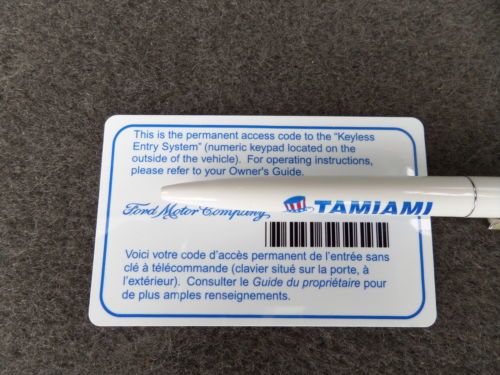 This is the permanent access code to the "Keyless
Entry System" (numeric keypad located on the
outside of the vehicle). For operating instructions,
please refer to your Owner's Guide.
Ford Motor Company
TAMIAMI
Voici votre code d'accès permanent de l'entrée sans
clé à télécommande (clavier situé sur la porte, à
l'extérieur). Consulter le Guide du propriétaire pour
de plus amples renseignements.